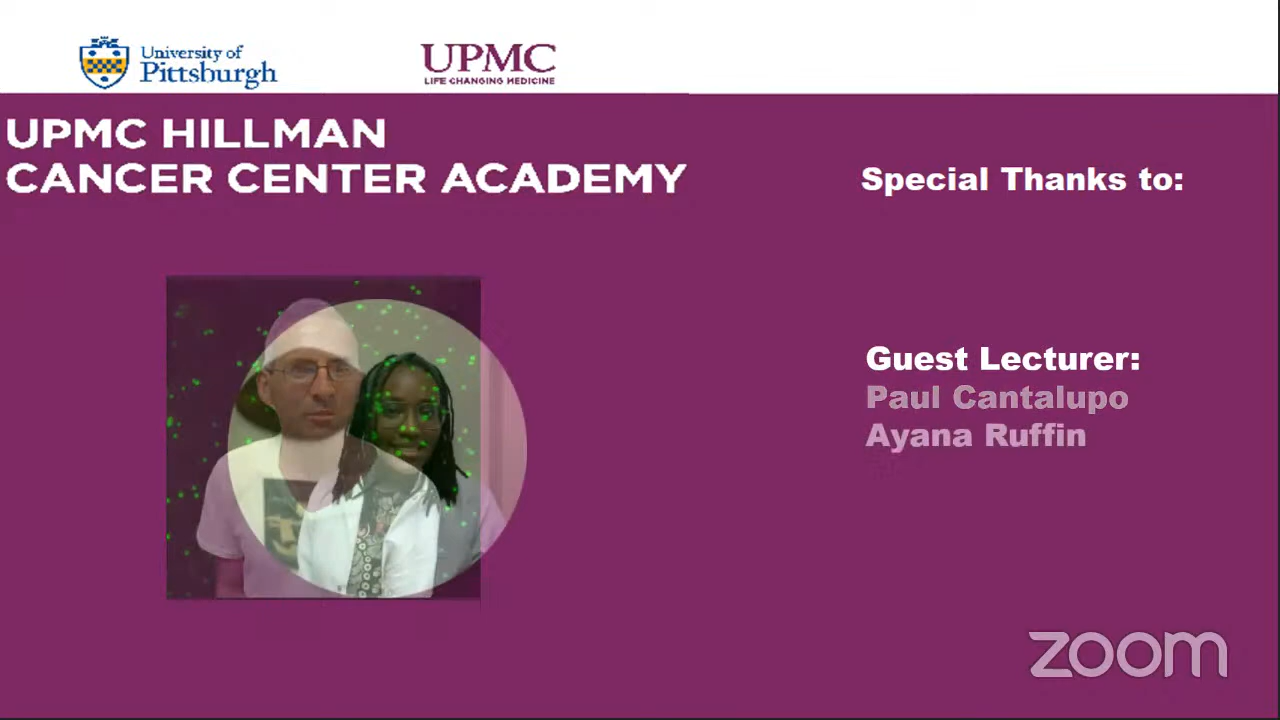 University of
Pittsburgh
UPMC
LIFE CHANGING MEDICINE
UPMC HILLMAN
CANCER CENTER ACADEMY
Special Thanks to:
Guest Lecturer:
Paul Cantalupo
Ayana Ruffin
zoom